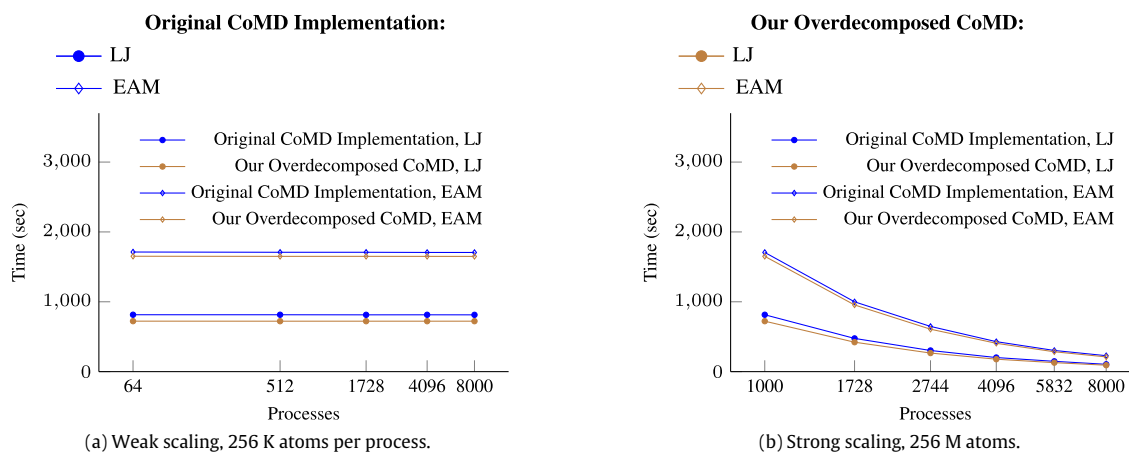 Original CoMD Implementation:
LJ
EAM
Original CoMD Implementation, LJ
Our Overdecomposed CoMD, LJ
Original CoMD Implementation, EAM
Our Overdecomposed CoMD, EAM
3,000
2,000
1,000
0
Time (sec)
64 512 1728 4096 8000
Processes
(a) Weak scaling, 256 K atoms per process.
Our Overdecomposed CoMD:
LJ
EAM
Original CoMD Implementation, LJ
Our Overdecomposed CoMD, LJ
Original CoMD Implementation, EAM
Our Overdecomposed CoMD, EAM
3,000
2,000
1,000
0
Time (sec)
1000 1728 2744 4096 5832 8000
Processes
(b) Strong scaling, 256 M atoms.